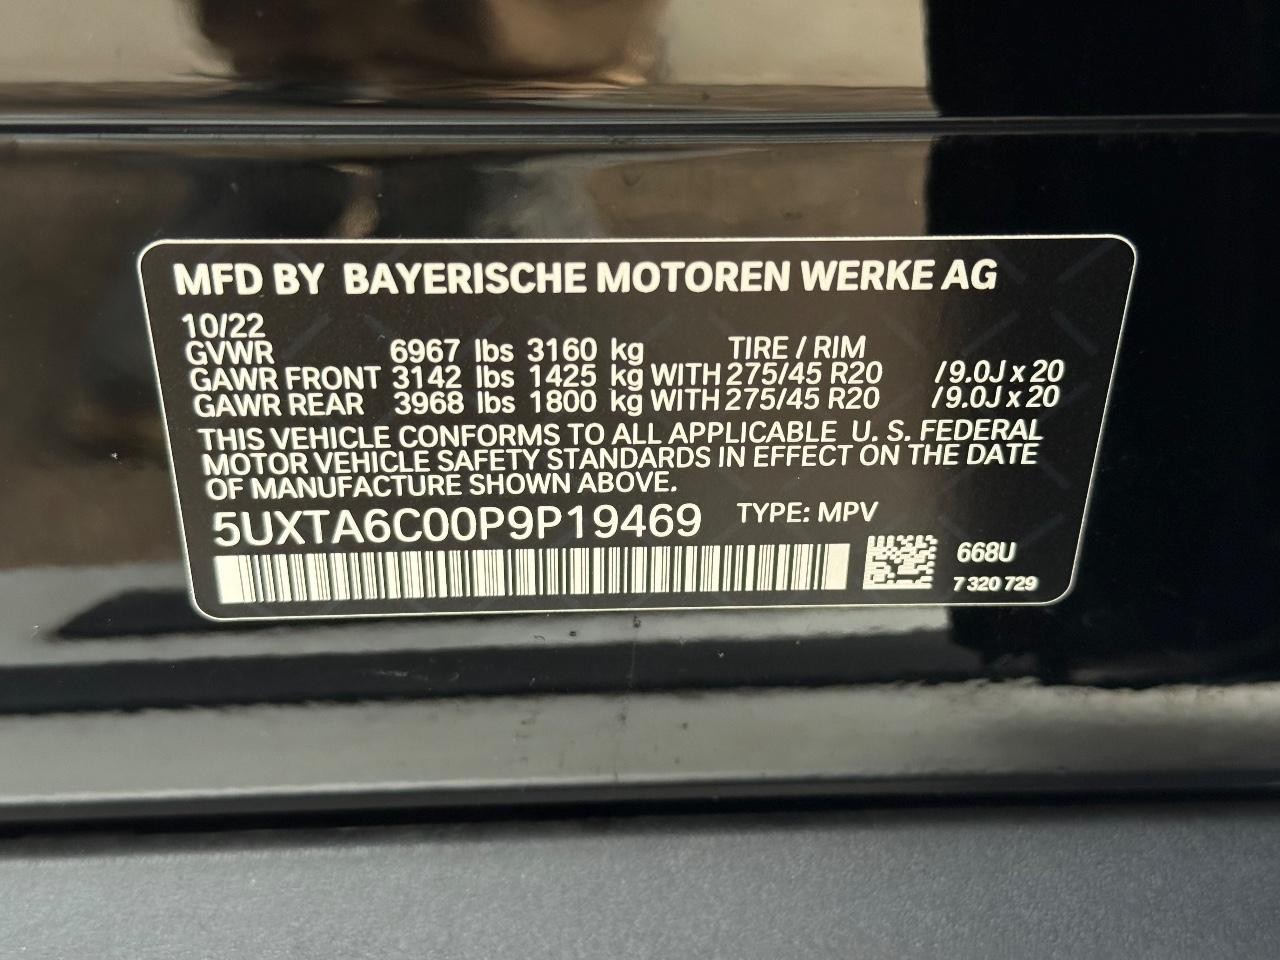 MFD BY BAYERISCHE MOTOREN WERKE AG
10/22
GVWR 6967 lbs 3160 kg TIRE / RIM
GAWR FRONT 3142 lbs 1425 kg WITH 275/45 R20 / 9.0J x 20
GAWR REAR 3968 lbs 1800 kg WITH 275/45 R20 / 9.0J x 20
THIS VEHICLE CONFORMS TO ALL APPLICABLE U. S. FEDERAL
MOTOR VEHICLE SAFETY STANDARDS IN EFFECT ON THE DATE
OF MANUFACTURE SHOWN ABOVE.
5UXTA6C00P9P19469 TYPE: MPV
668U
7 320 729